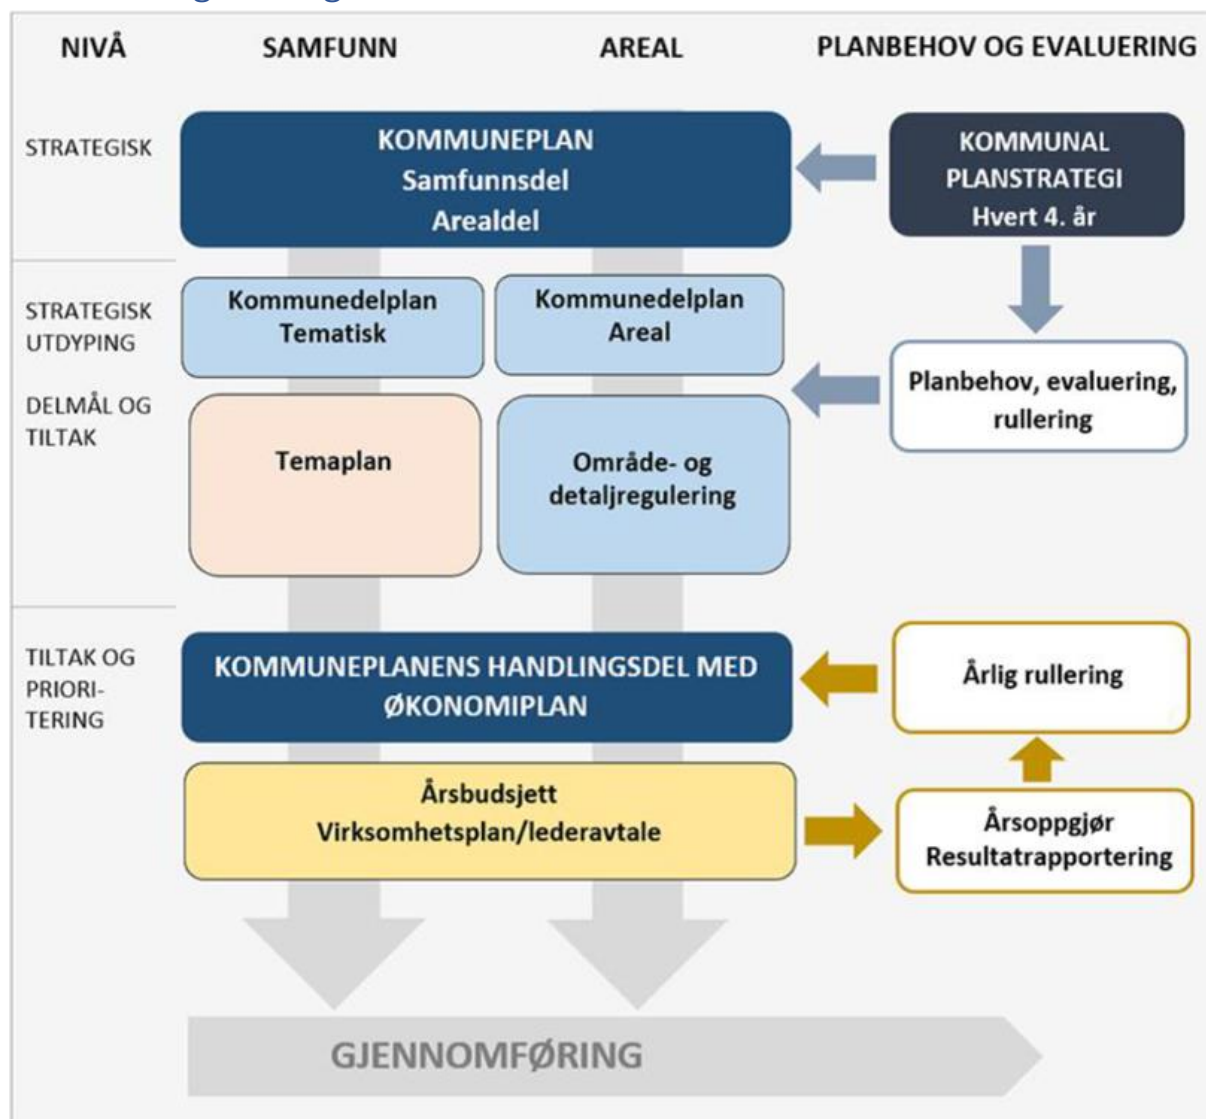 NIVÅ
SAMFUNN
AREAL
PLANBEHOV OG EVALUERING
STRATEGISK
KOMMUNEPLAN
Samfunnsdel
Arealdel
KOMMUNAL
PLANSTRATEGI
Hvert 4. år
STRATEGISK
UTDYPING
Kommunedelplan
Tematisk
Kommunedelplan
Areal
Planbehov, evaluering,
rullering
DELMÅL OG
TILTAK
Temaplan
Område- og
detaljregulering
TILTAK OG
PRIORI-
TERING
KOMMUNEPLANENS HANDLINGSDEL MED
ØKONOMIPLAN
Årlig rullering
Årsbudsjett
Virksomhetsplan/lederavtale
Årsoppgjør
Resultatrapportering
GJENNOMFØRING